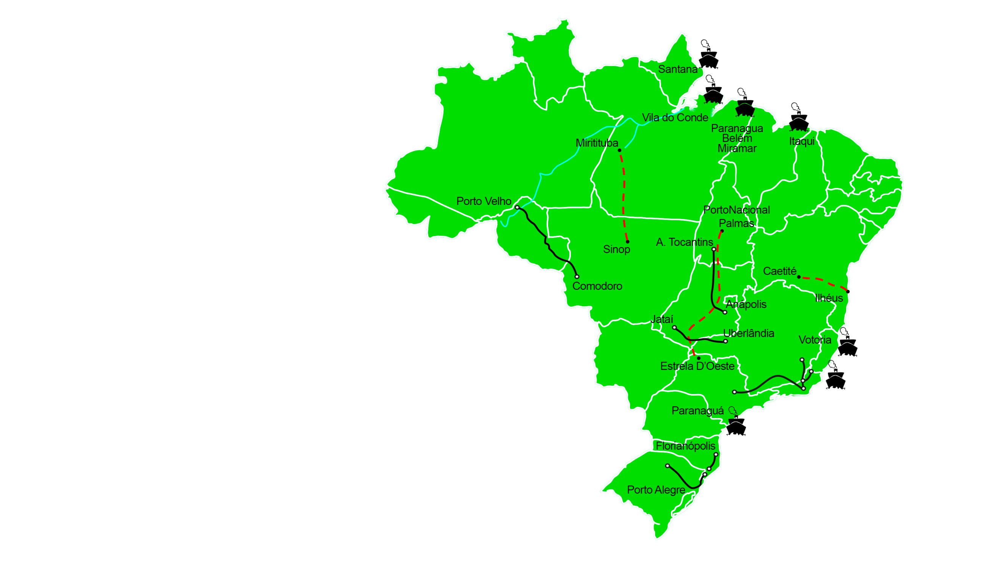 Santana
Vila do Conde
Paranagua
Belém
Miramar
Itaqui
Miritituba
Porto Velho
PortoNacional
Palmas
A. Tocantins
Sinop
Caetité
Comodoro
Ilhéus
Anápolis
Jataí
Uberlândia
Votoria
Estrela D’Oeste
Paranaguá
Florianópolis
Porto Alegre